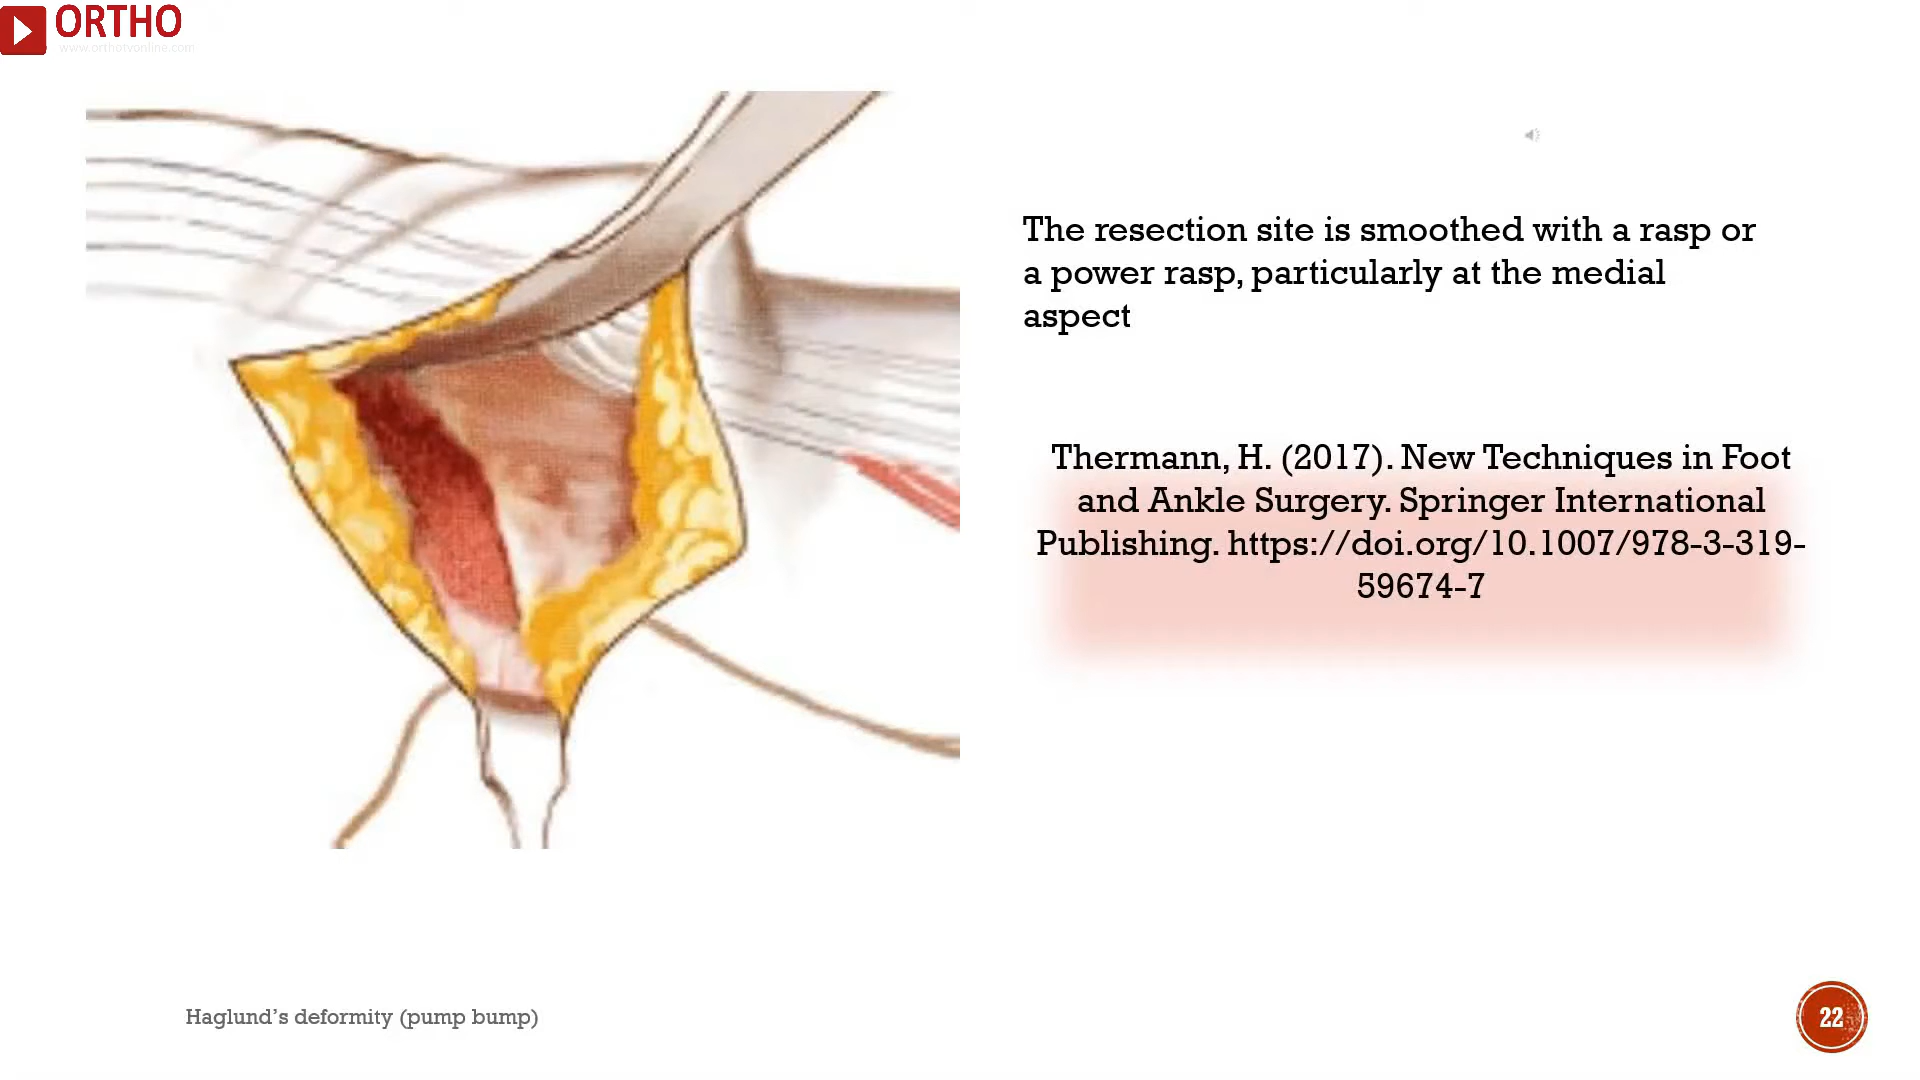 ORTHO
www.orthotvonline.com
The resection site is smoothed with a rasp or
a power rasp, particularly at the medial
aspect
Thermann, H. (2017). New Techniques in Foot
and Ankle Surgery. Springer International
Publishing. https://doi.org/10.1007/978-3-319-
59674-7
Haglund’s deformity (pump bump)
22